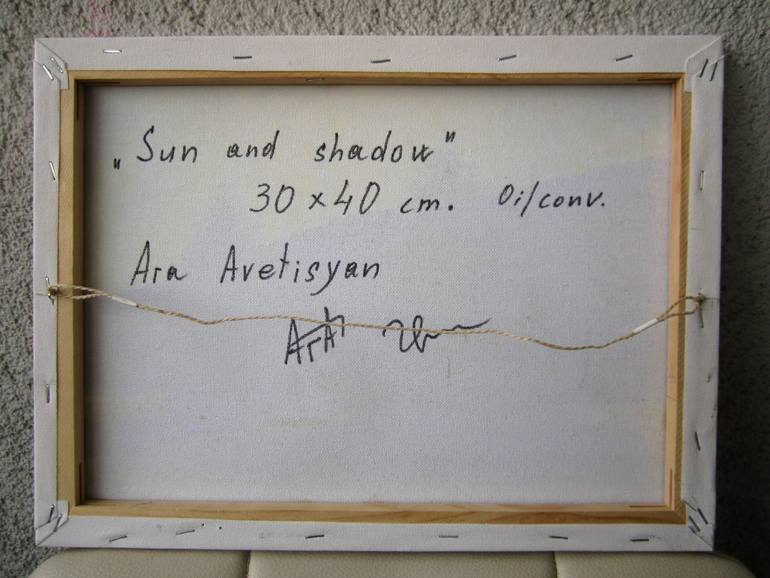 „Sun and shadow"
30 x 40 cm. Oil/conv.
Ara Avetisyan